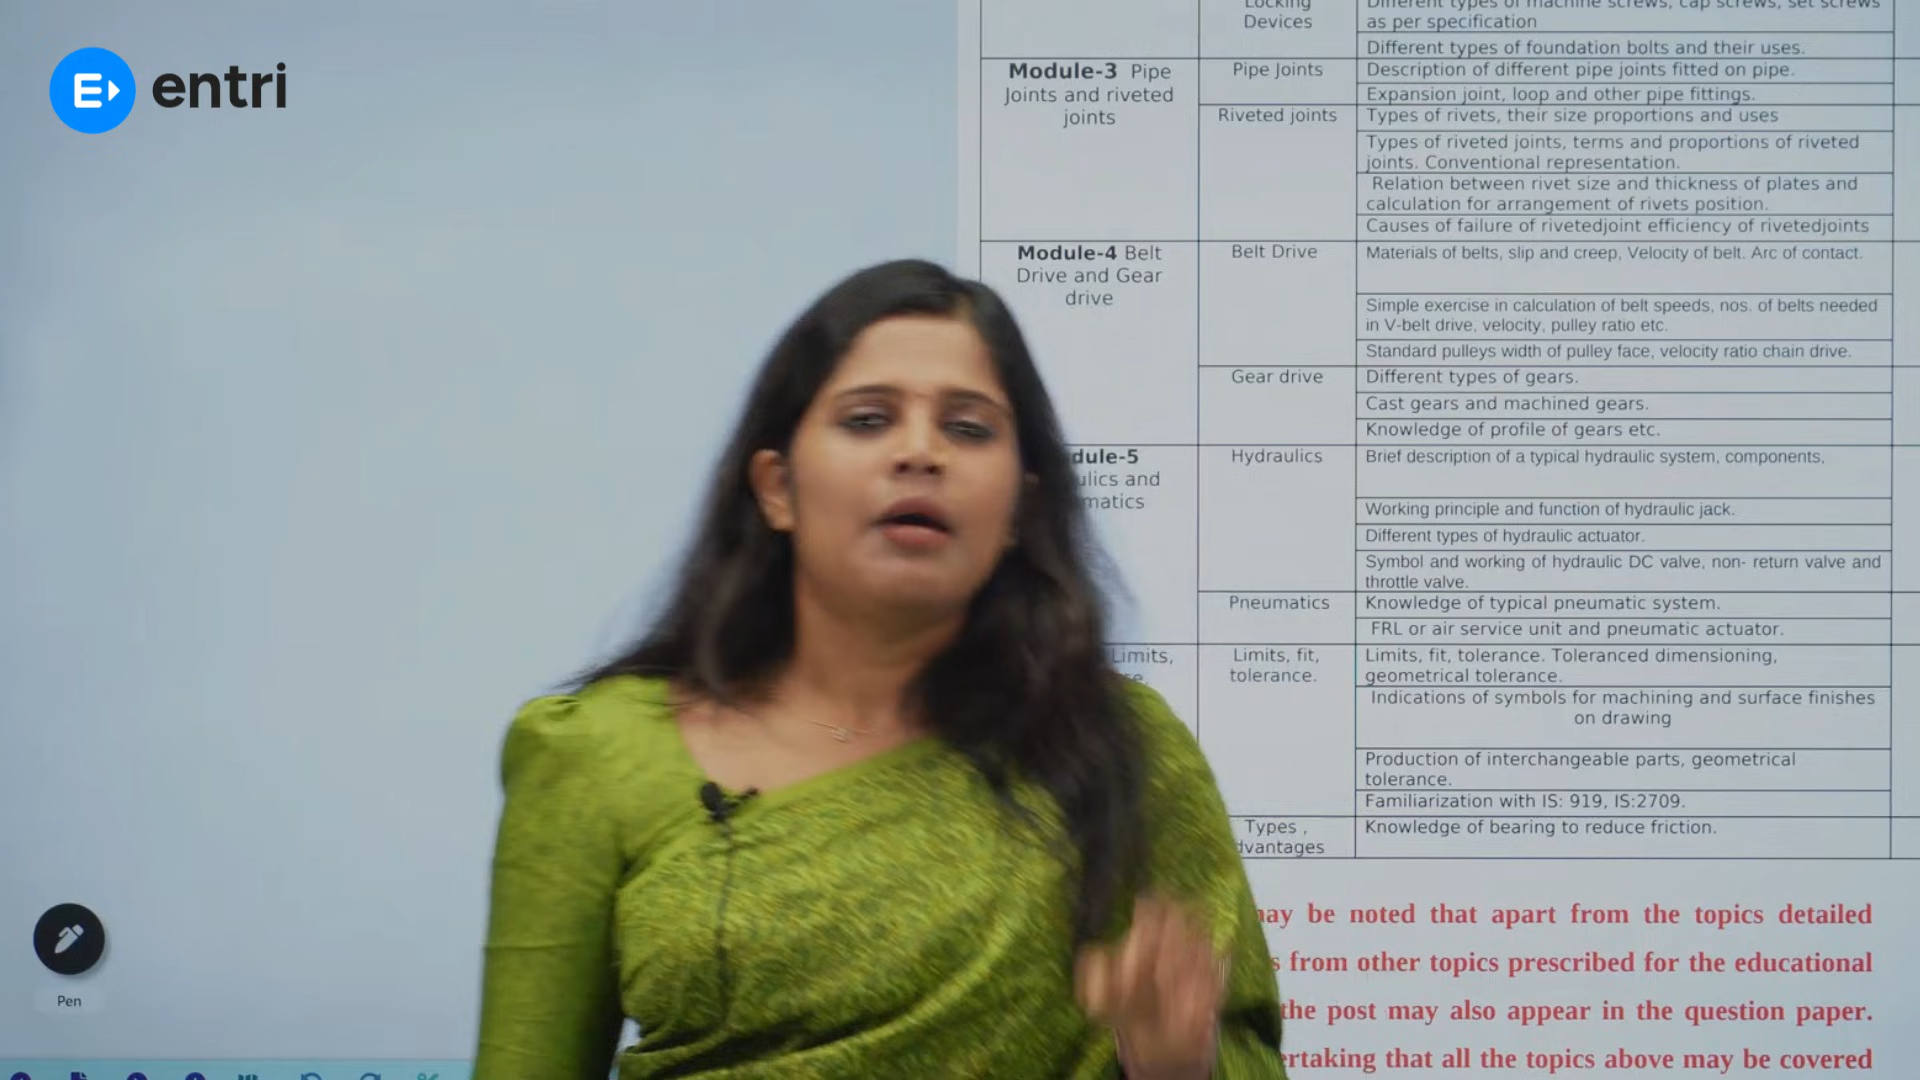 entri
Locking
Devices
Different types of machine screws, cap screws, set screws
as per specification
Different types of foundation bolts and their uses.
Module-3 Pipe
Joints and riveted
joints
Pipe Joints
Description of different pipe joints fitted on pipe.
Expansion joint, loop and other pipe fittings.
Riveted joints
Types of rivets, their size proportions and uses
Types of riveted joints, terms and proportions of riveted
joints. Conventional representation.
Relation between rivet size and thickness of plates and
calculation for arrangement of rivets position.
Causes of failure of rivetedjoint efficiency of rivetedjoints
Module-4 Belt
Drive and Gear
drive
Belt Drive
Materials of belts, slip and creep, Velocity of belt. Arc of contact.
Simple exercise in calculation of belt speeds, nos. of belts needed
in V-belt drive, velocity, pulley ratio etc.
Standard pulleys width of pulley face, velocity ratio chain drive.
Gear drive
Different types of gears.
Cast gears and machined gears.
Knowledge of profile of gears etc.
dule-5
ulics and
matics
Hydraulics
Brief description of a typical hydraulic system, components,
Working principle and function of hydraulic jack.
Different types of hydraulic actuator.
Symbol and working of hydraulic DC valve, non- return valve and
throttle valve.
Pneumatics
Knowledge of typical pneumatic system.
FRL or air service unit and pneumatic actuator.
Limits,
Limits, fit,
tolerance.
Limits, fit, tolerance. Toleranced dimensioning,
geometrical tolerance.
Indications of symbols for machining and surface finishes
on drawing
Production of interchangeable parts, geometrical
tolerance.
Familiarization with IS: 919, IS:2709.
Types ,
dvantages
Knowledge of bearing to reduce friction.
may be noted that apart from the topics detailed
s from other topics prescribed for the educational
the post may also appear in the question paper.
ertaking that all the topics above may be covered
Pen